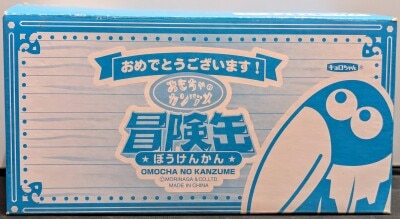 おめでとうございます！
キョロちゃん
おもちゃの
カンヅメ
冒険缶
★ぼうけんかん★
OMOCHA NO KANZUME
©MORINAGA & CO.,LTD.
MADE IN CHINA